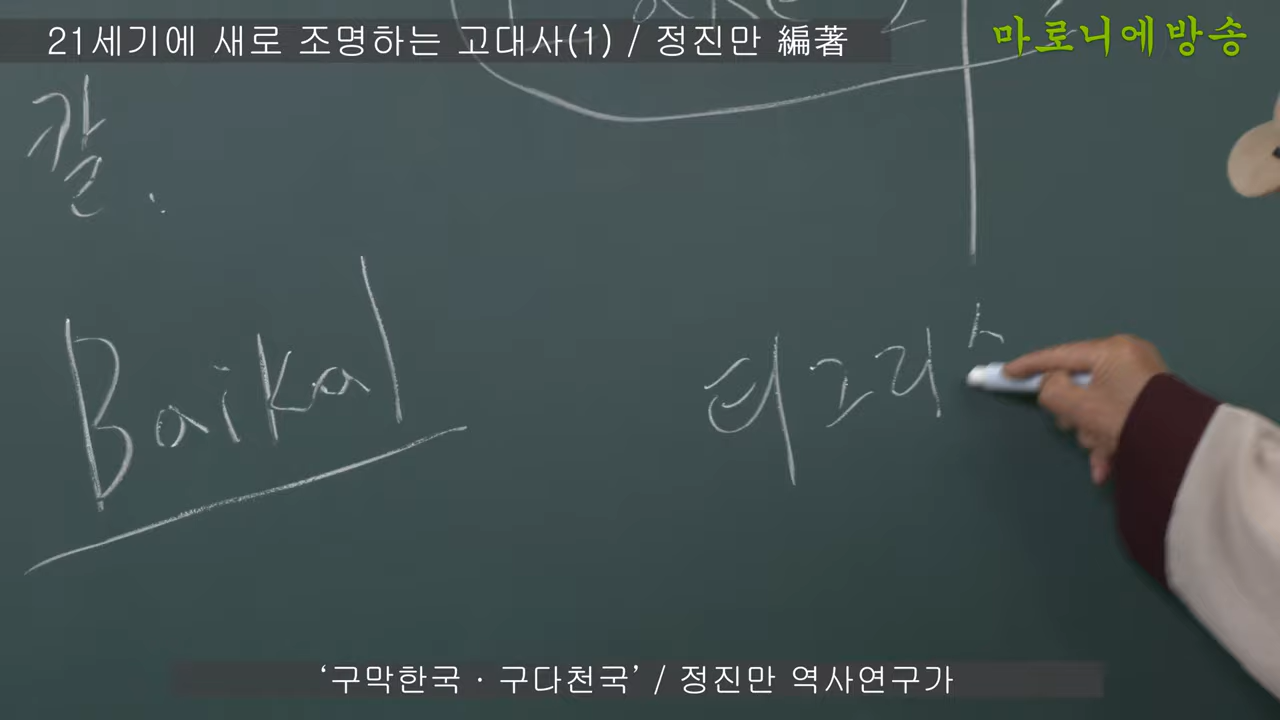 21세기에 새로 조명하는 고대사(1) / 정진만 編著
마로니에방송
칼.
Baikal
티그리스
‘구막한국 · 구다천국’ / 정진만 역사연구가